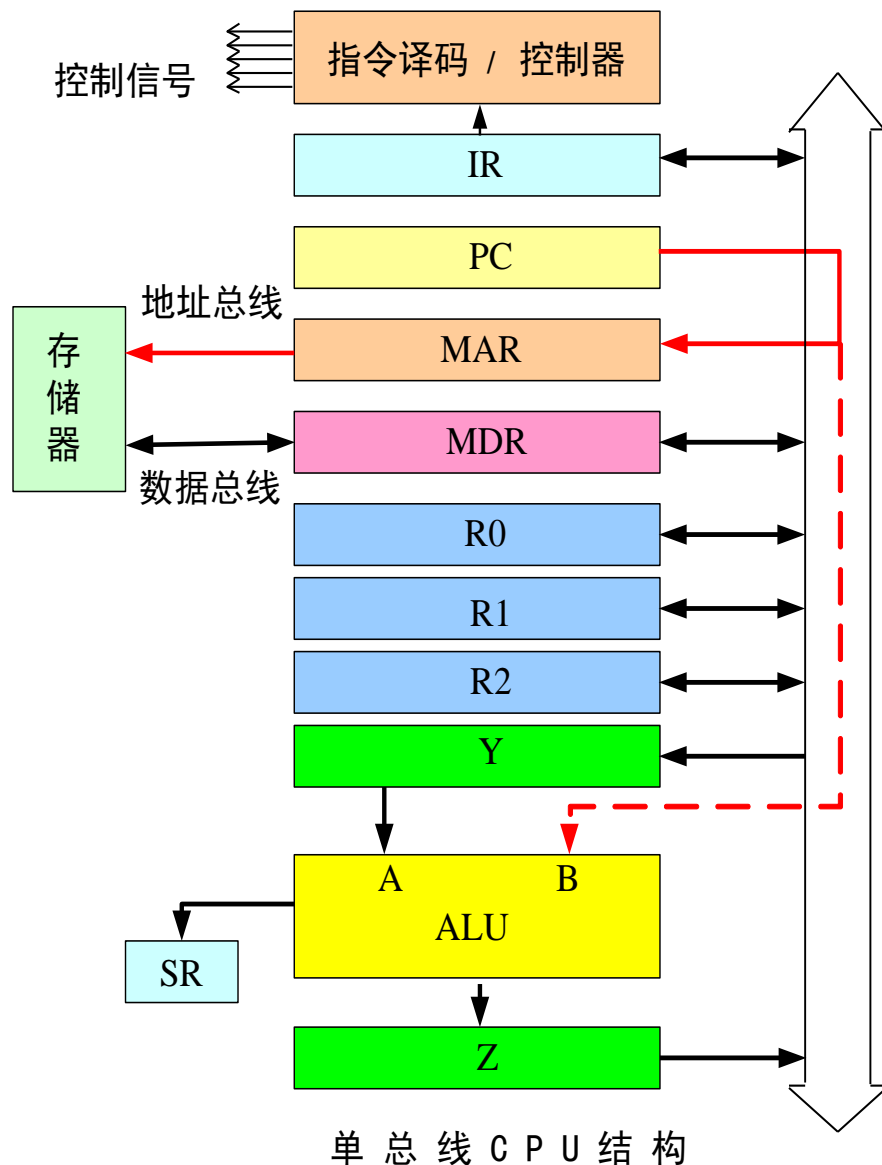 指令译码 / 控制器
控制信号
IR
PC
地址总线
MAR
存储器
MDR
数据总线
R0
R1
R2
Y
A B
ALU
SR
Z
单总线CPU结构